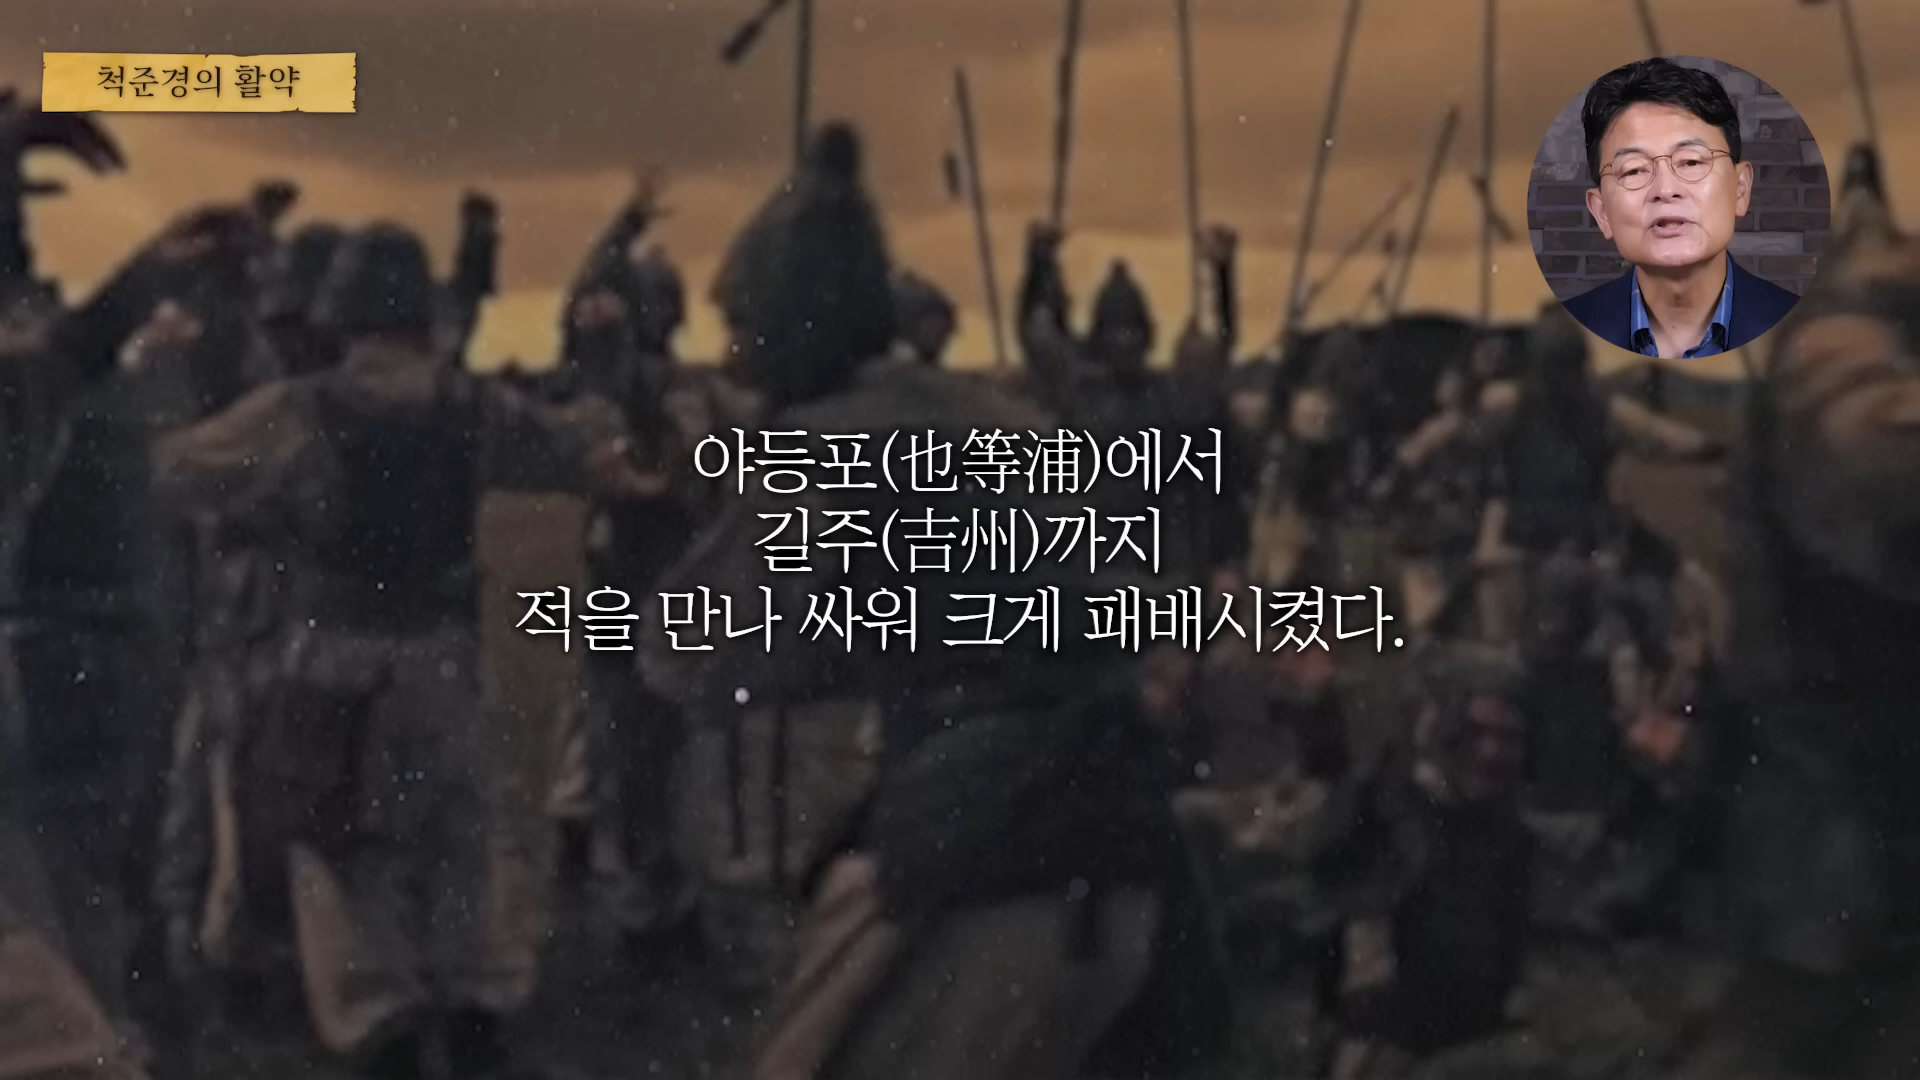 척준경의 활약
야등포(也等浦)에서
길주(吉州)까지
적을 만나 싸워 크게 패배시켰다.